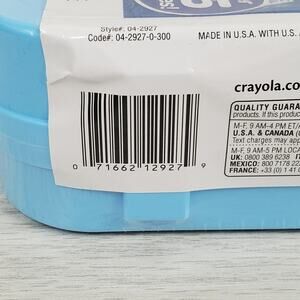 Style#: 04-2927
Code#: 04-2927-0-300
MADE IN U.S.A. WITH U.S.
crayola.co
QUALITY GUARA
products. If this product
M-F, 9 AM-4 PM ET/
U.S.A. & CANADA (
Text charges may app
M-F, 9 AM-5 PM LOCA
UK: 0800 389 6238 I
MEXICO: 800 7178 22
FRANCE: +33 (0) 1 41 0
0 71662 12927 9